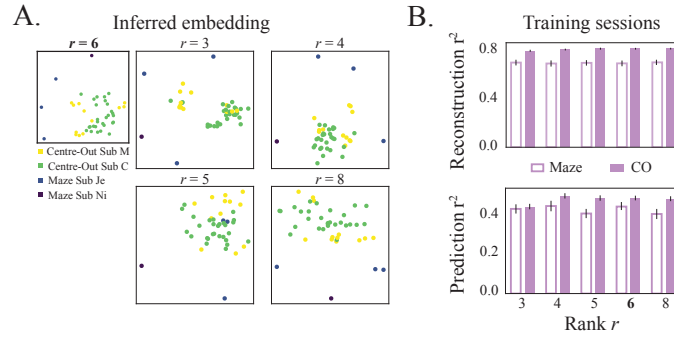 A.
Inferred embedding
r = 6
r = 3
r = 4
Centre-Out Sub M
Centre-Out Sub C
Maze Sub Je
Maze Sub Ni
r = 5
r = 8
B.
Training sessions
Reconstruction r²
0.8
0.4
0.0
Maze
CO
Prediction r²
0.4
0.2
0.0
3
4
5
6
8
Rank r